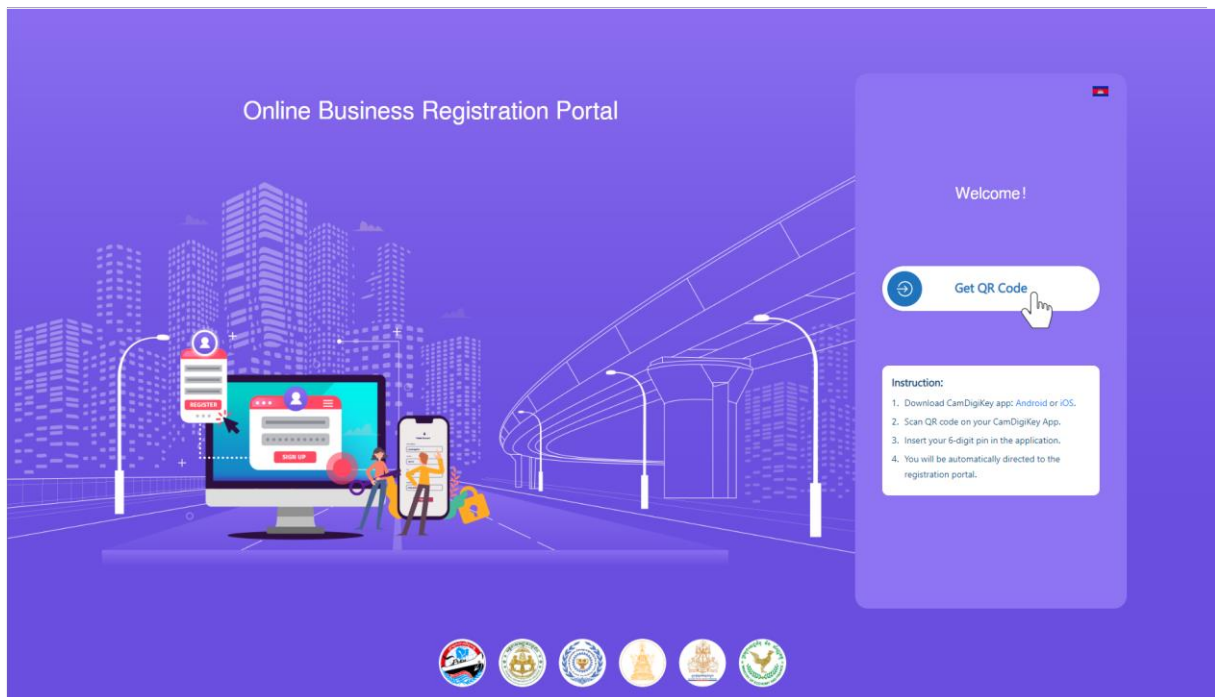 Online Business Registration Portal
Welcome!
Get QR Code
Instruction:
1. Download CamDigiKey app: Android or iOS.
2. Scan QR code on your CamDigiKey App.
3. Insert your 6-digit pin in the application.
4. You will be automatically directed to the
registration portal.
REGISTER
SIGN UP